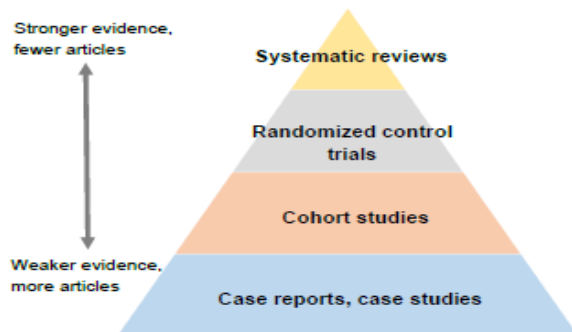 Stronger evidence,
fewer articles
Systematic reviews
Randomized control
trials
Cohort studies
Weaker evidence,
more articles
Case reports, case studies